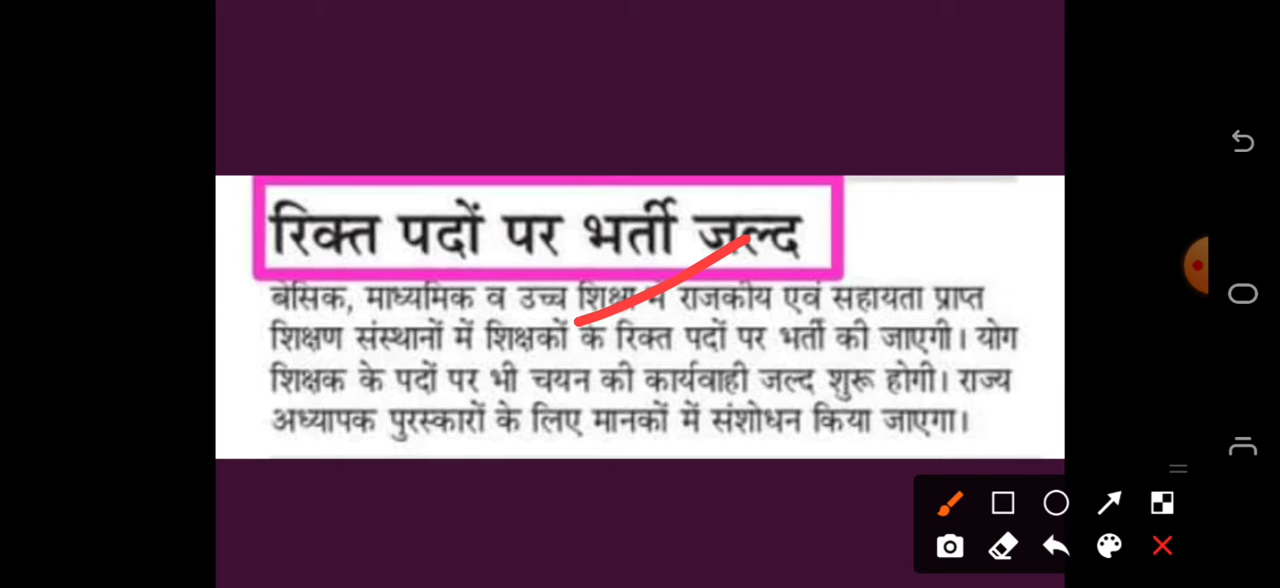 रिक्त पदों पर भर्ती जल्द
बेसिक, माध्यमिक व उच्च शिक्षा में राजकीय एवं सहायता प्राप्त
शिक्षण संस्थानों में शिक्षकों के रिक्त पदों पर भर्ती की जाएगी। योग
शिक्षक के पदों पर भी चयन की कार्यवाही जल्द शुरू होगी। राज्य
अध्यापक पुरस्कारों के लिए मानकों में संशोधन किया जाएगा।